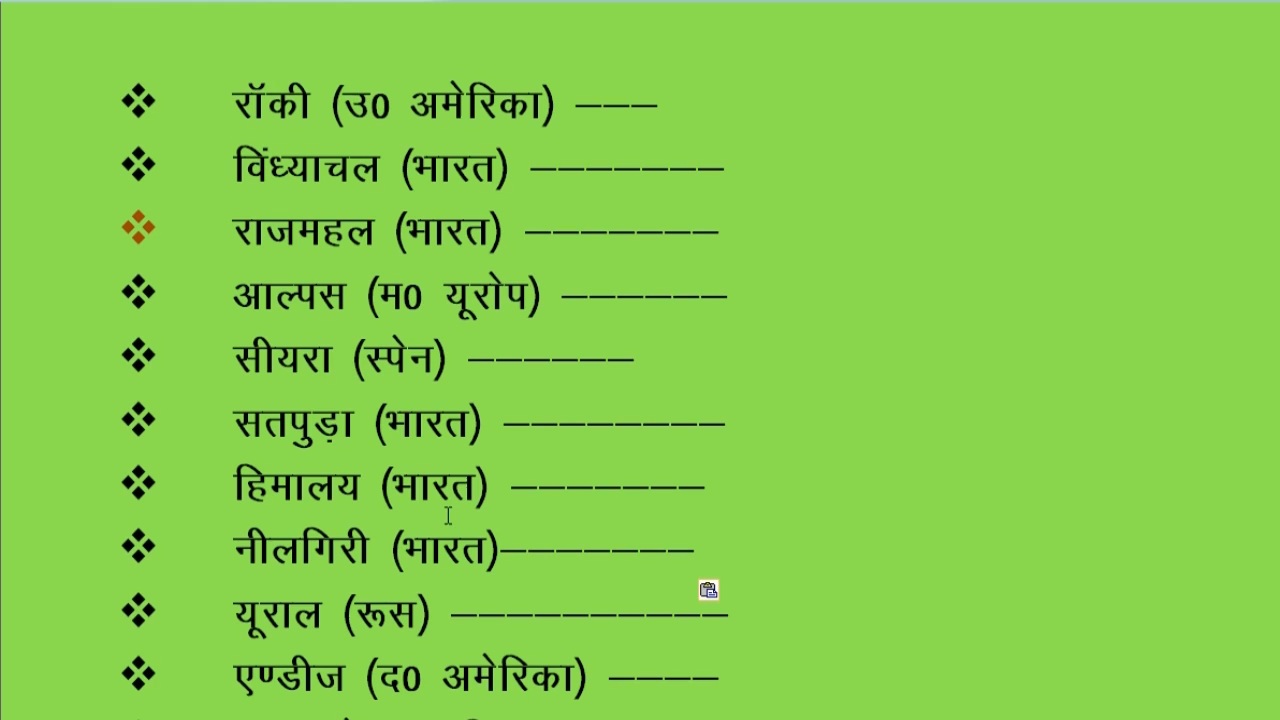 ❖ रॉकी (उ0 अमेरिका) –––
❖ विंध्याचल (भारत) –––––––
❖ राजमहल (भारत) –––––––
❖ आल्पस (म0 यूरोप) ––––––
❖ सीयरा (स्पेन) ––––––
❖ सतपुड़ा (भारत) ––––––––
❖ हिमालय (भारत) –––––––
❖ नीलगिरी (भारत)–––––––
❖ यूराल (रूस) ––––––––––
❖ एण्डीज (द0 अमेरिका) ––––